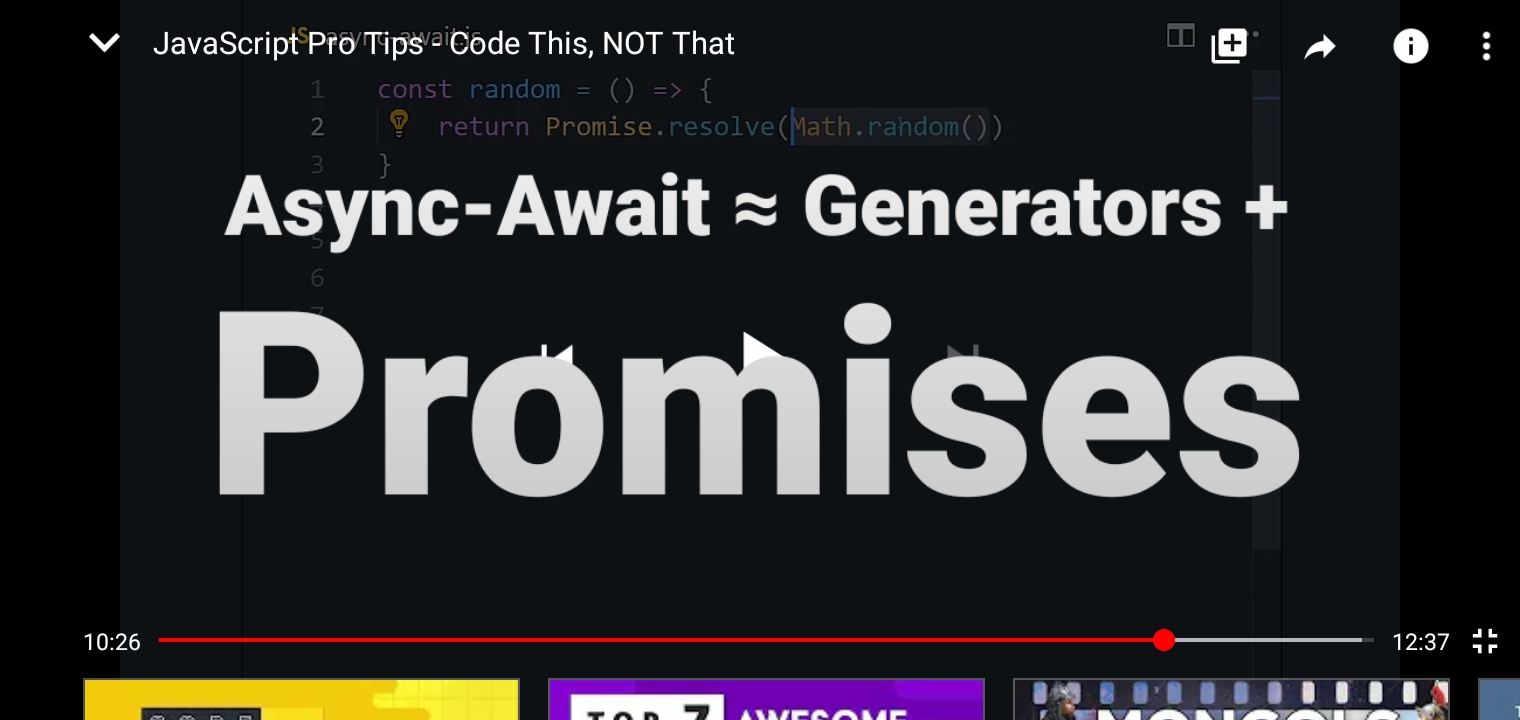 JS async-await.js
JavaScript Pro Tips - Code This, NOT That
1 const random = () => {
2 return Promise.resolve(Math.random())
3 }
Async-Await ≈ Generators +
5
6
7
Promises
10:26
12:37
TOP 7 AWESOME
MONGOLS